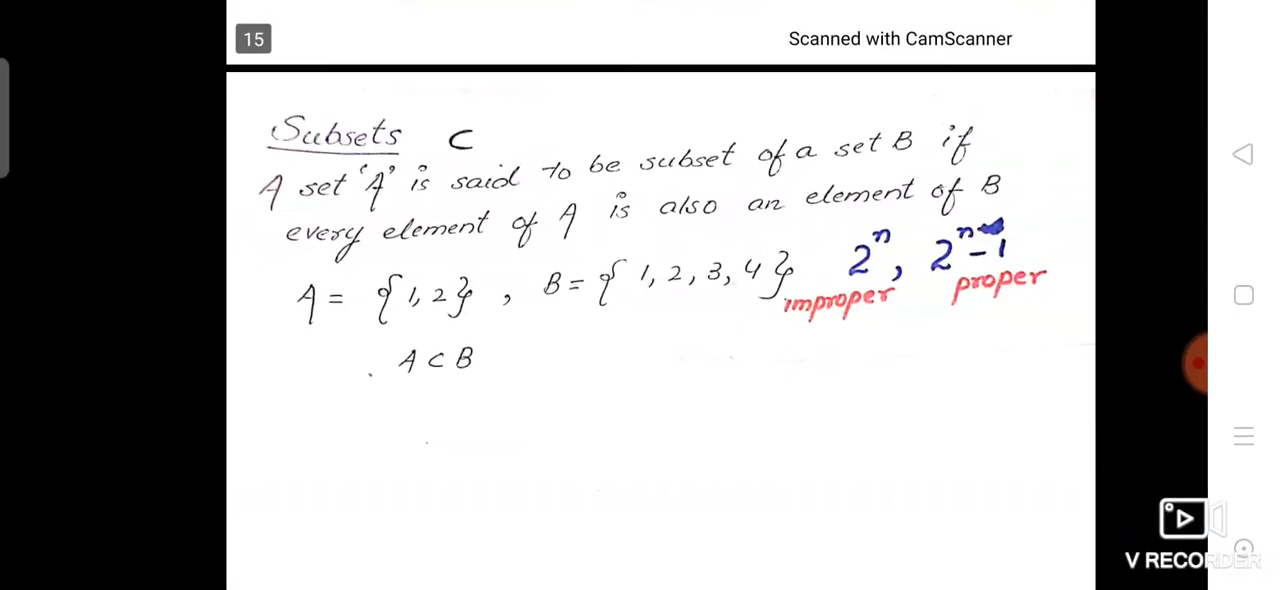 15
Scanned with CamScanner
Subsets ⊂
A set 'A' is said to be subset of a set B if
every element of A is also an element of B
A = {1, 2}, B = {1, 2, 3, 4} 2ⁿ, 2ⁿ-1
improper proper
A ⊂ B
V RECORDER